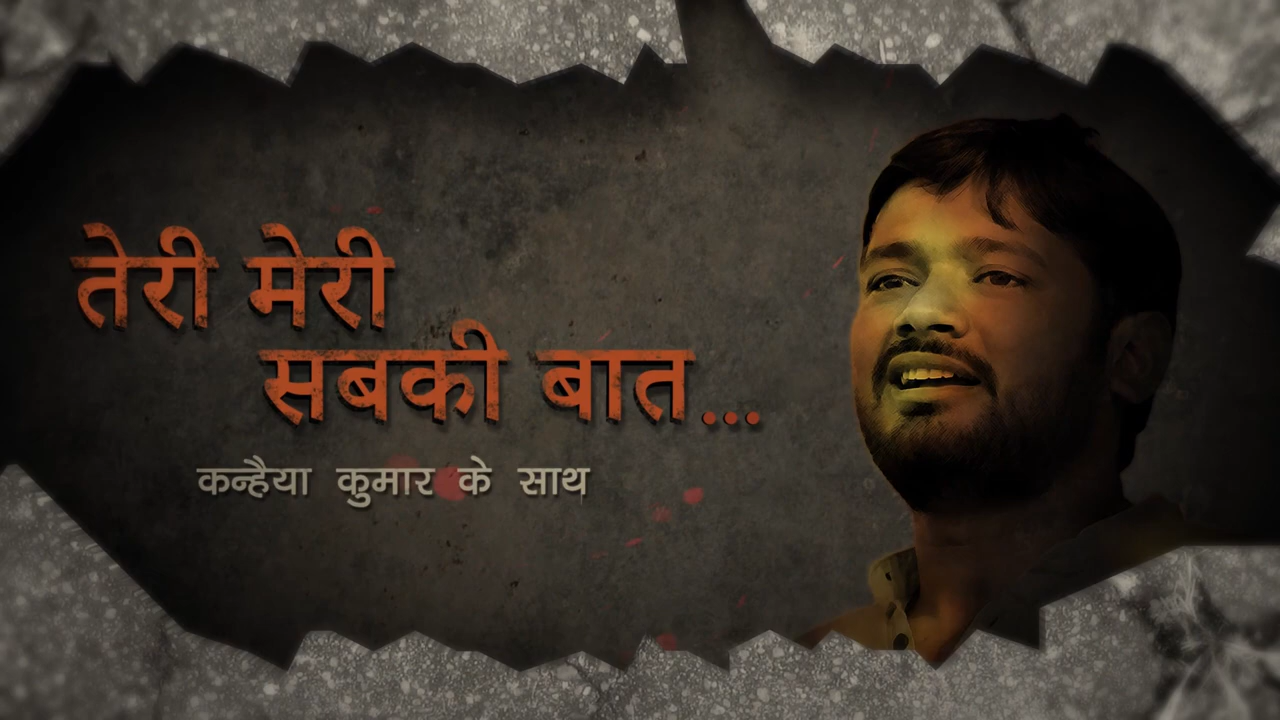 तेरी मेरी
सबकी बात...
कन्हैया कुमार के साथ